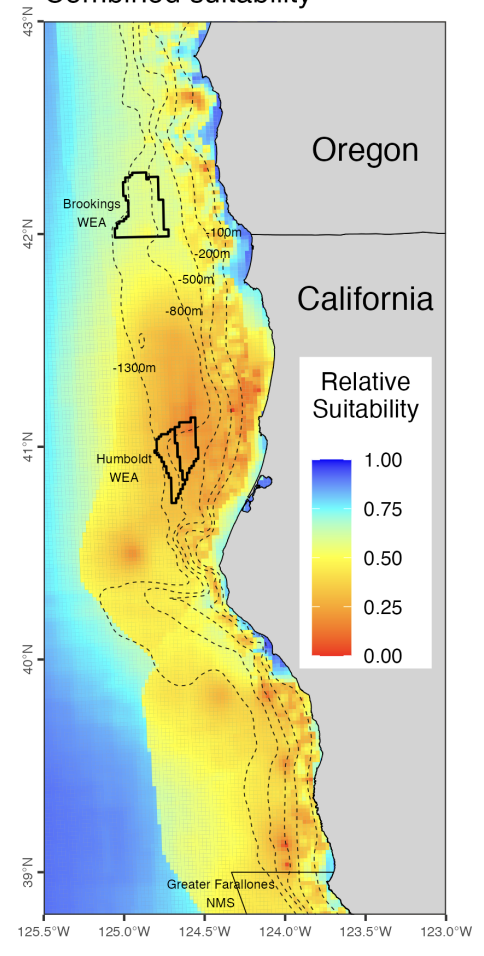 Combined suitability
43°N
Oregon
Brookings
WEA
42°N
-100m
-200m
-500m
-800m
-1300m
California
Relative
Suitability
1.00
0.75
0.50
0.25
0.00
41°N
Humboldt
WEA
40°N
39°N
Greater Farallones
NMS
125.5°W 125.0°W 124.5°W 124.0°W 123.5°W 123.0°W